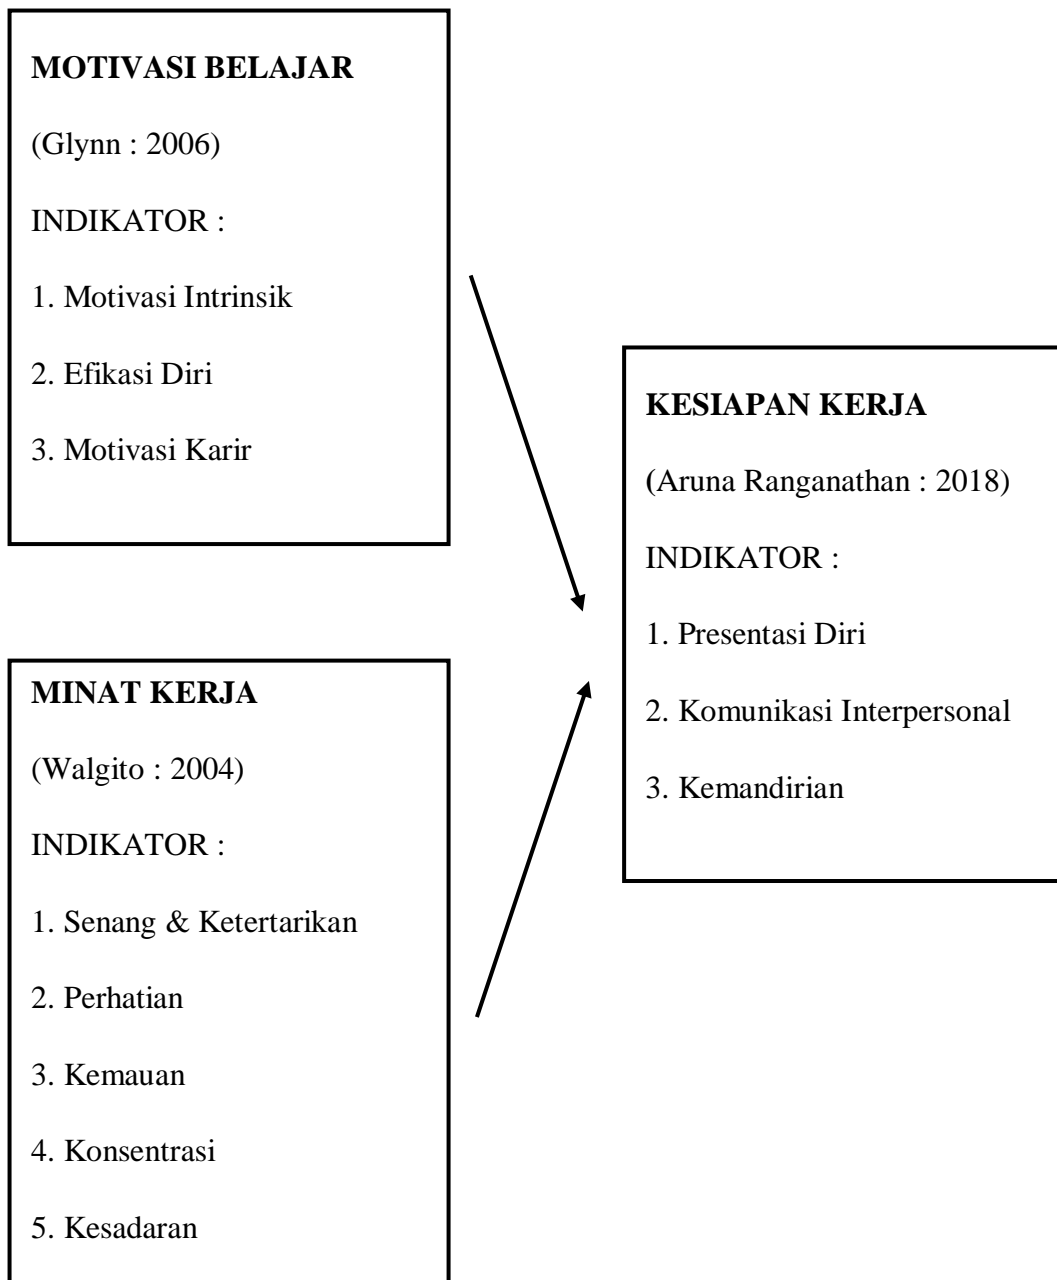 MOTIVASI BELAJAR
(Glynn : 2006)
INDIKATOR :
1. Motivasi Intrinsik
2. Efikasi Diri
3. Motivasi Karir
KESIAPAN KERJA
(Aruna Ranganathan : 2018)
INDIKATOR :
1. Presentasi Diri
2. Komunikasi Interpersonal
3. Kemandirian
MINAT KERJA
(Walgito : 2004)
INDIKATOR :
1. Senang & Ketertarikan
2. Perhatian
3. Kemauan
4. Konsentrasi
5. Kesadaran